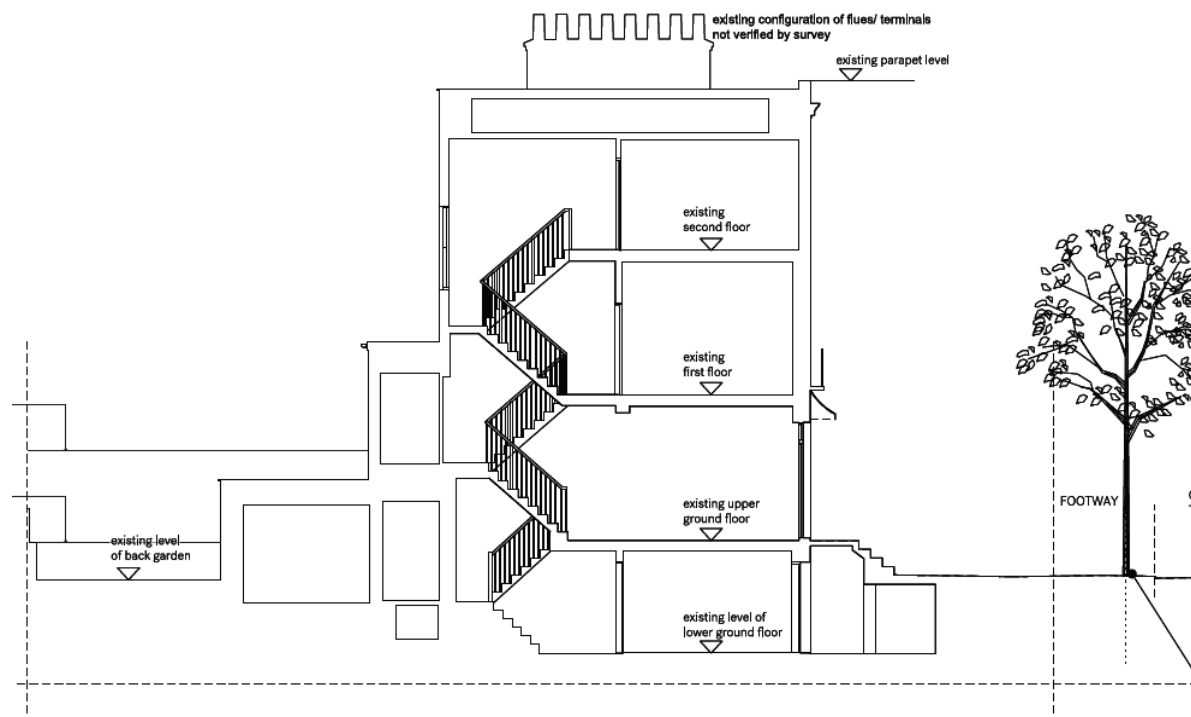 existing configuration of flues/ terminals
not verified by survey
existing parapet level
existing
second floor
existing
first floor
existing upper
ground floor
FOOTWAY
existing level
of back garden
existing level of
lower ground floor